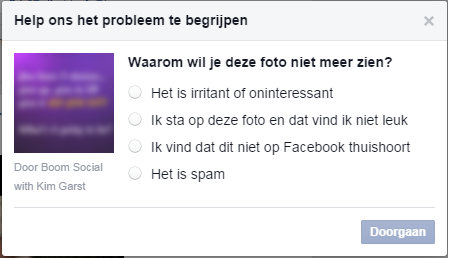 Help ons het probleem te begrijpen
Waarom wil je deze foto niet meer zien?
Het is irritant of oninteressant
Ik sta op deze foto en dat vind ik niet leuk
Ik vind dat dit niet op Facebook thuishoort
Het is spam
Door Boom Social
with Kim Garst
Doorgaan